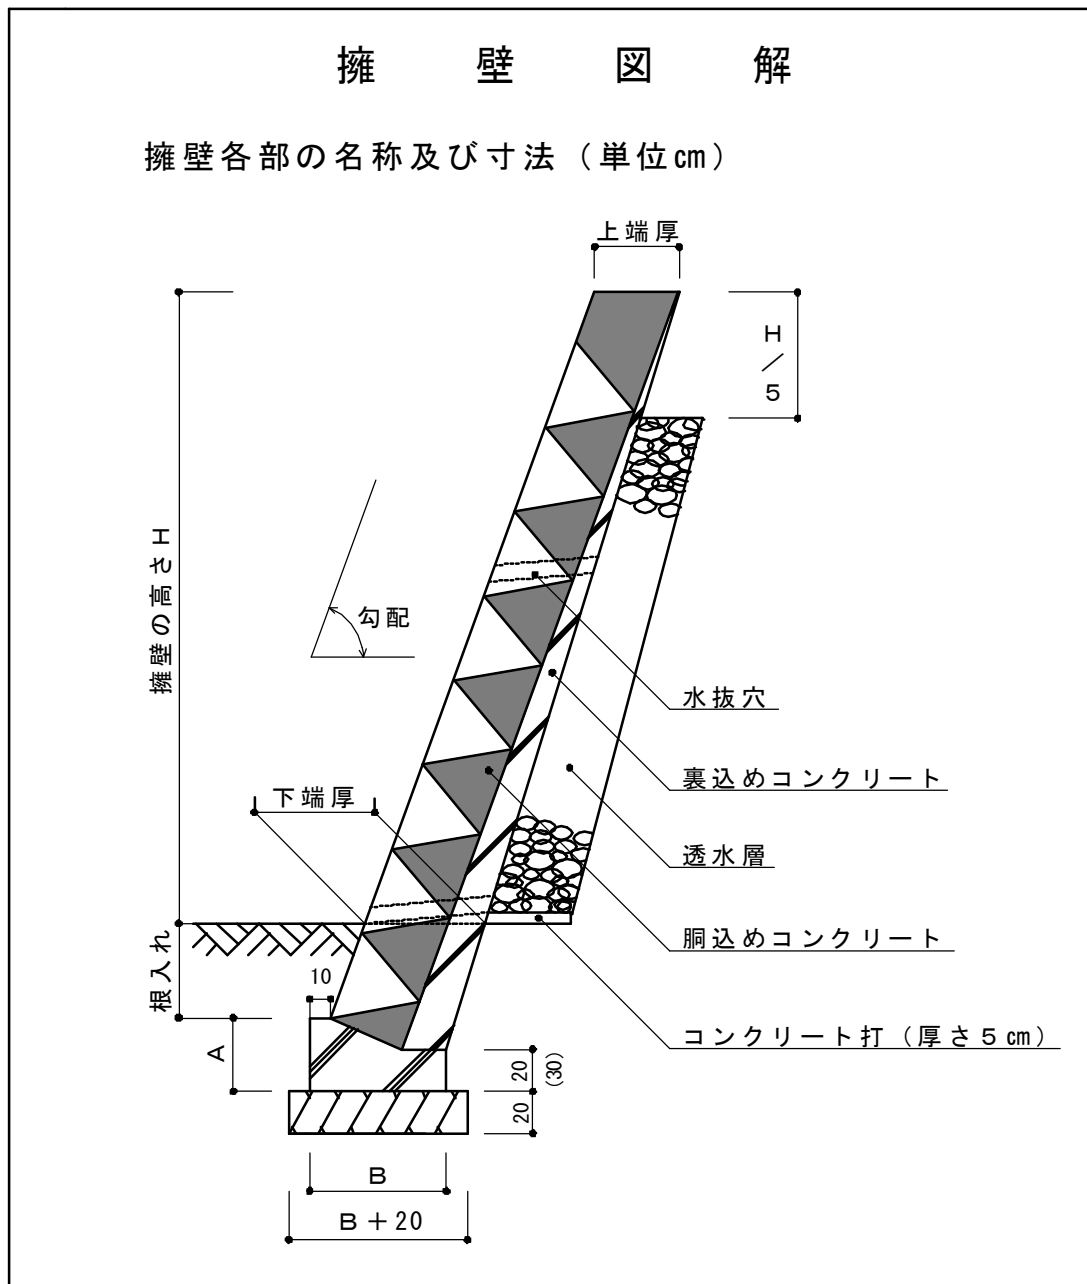 擁壁図解
擁壁各部の名称及び寸法（単位㎝）
上端厚
H／5
擁壁の高さH
勾配
水抜穴
裏込めコンクリート
下端厚
透水層
胴込めコンクリート
根入れ
10
コンクリート打（厚さ５㎝）
A
20
(30)
20
B
B＋20